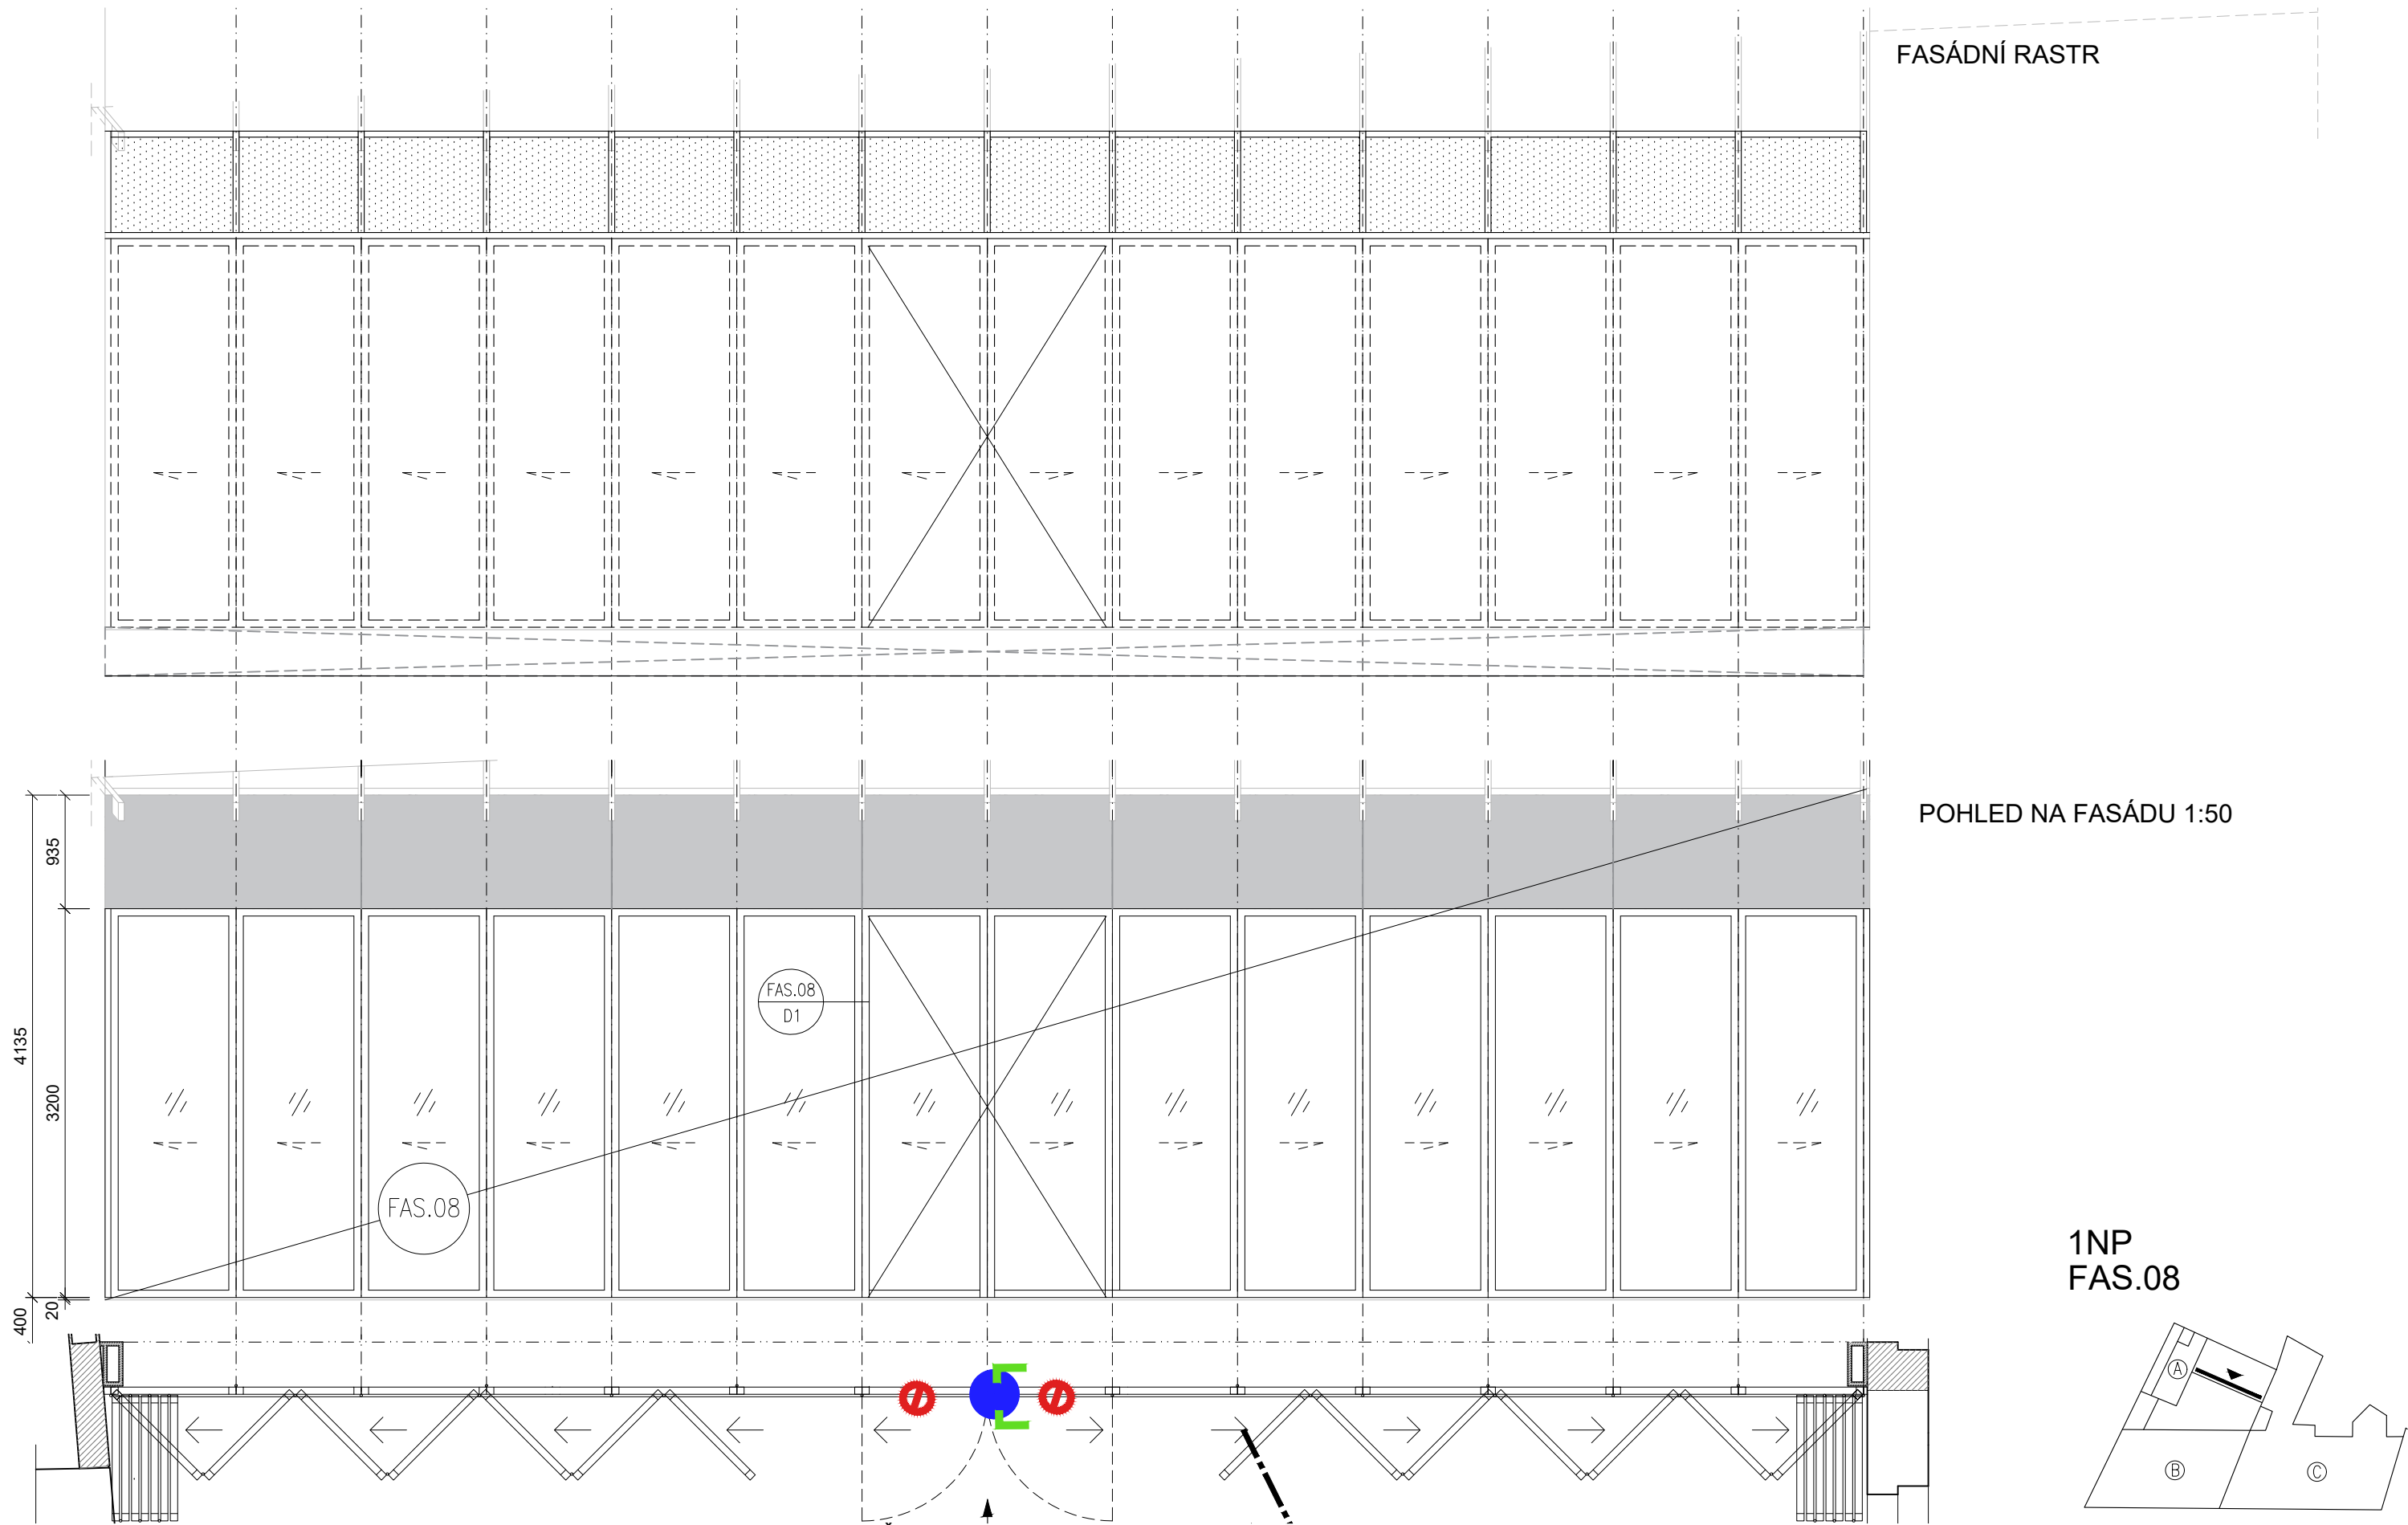 FASÁDNÍ RASTR
POHLED NA FASÁDU 1:50
935
4135
3200
20
400
FAS.08
D1
FAS.08
1NP
FAS.08
A
B
C